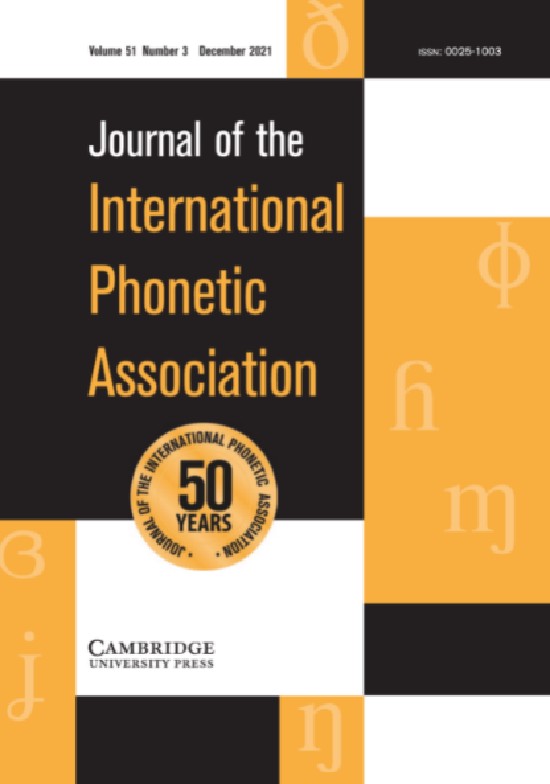 Volume 51 Number 3 December 2021
ð
ISSN: 0025-1003
Journal of the
International
Phonetic
Association
ɸ
ɦ
ɱ
JOURNAL OF THE INTERNATIONAL PHONETIC ASSOCIATION
50
YEARS
ɞ
ʝ
CAMBRIDGE
UNIVERSITY PRESS
ŋ